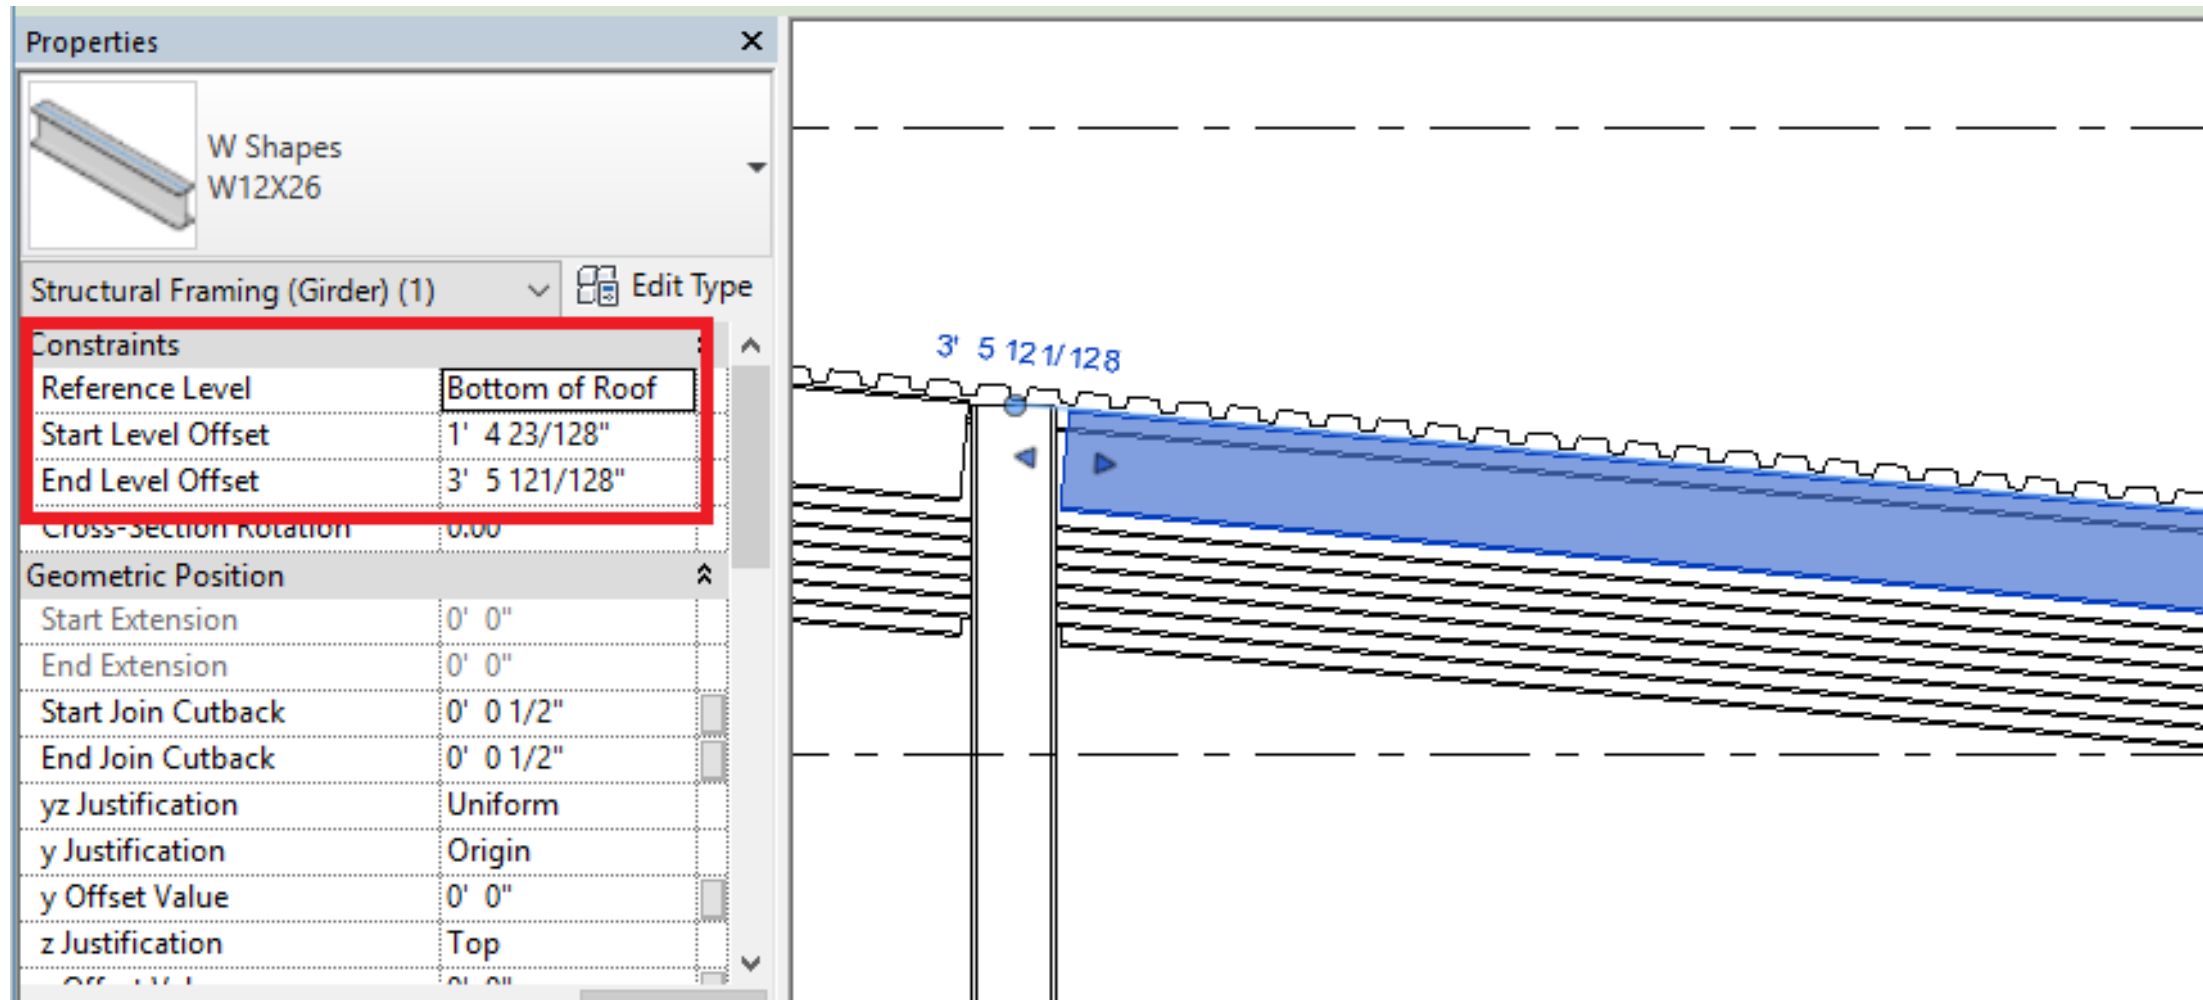 Properties
W Shapes
W12X26
Structural Framing (Girder) (1)
Edit Type
Constraints
Reference Level Bottom of Roof
Start Level Offset 1' 4 23/128"
End Level Offset 3' 5 121/128"
Cross-Section Rotation 0.00°
Geometric Position
Start Extension 0' 0"
End Extension 0' 0"
Start Join Cutback 0' 0 1/2"
End Join Cutback 0' 0 1/2"
yz Justification Uniform
y Justification Origin
y Offset Value 0' 0"
z Justification Top
3' 5 121/128